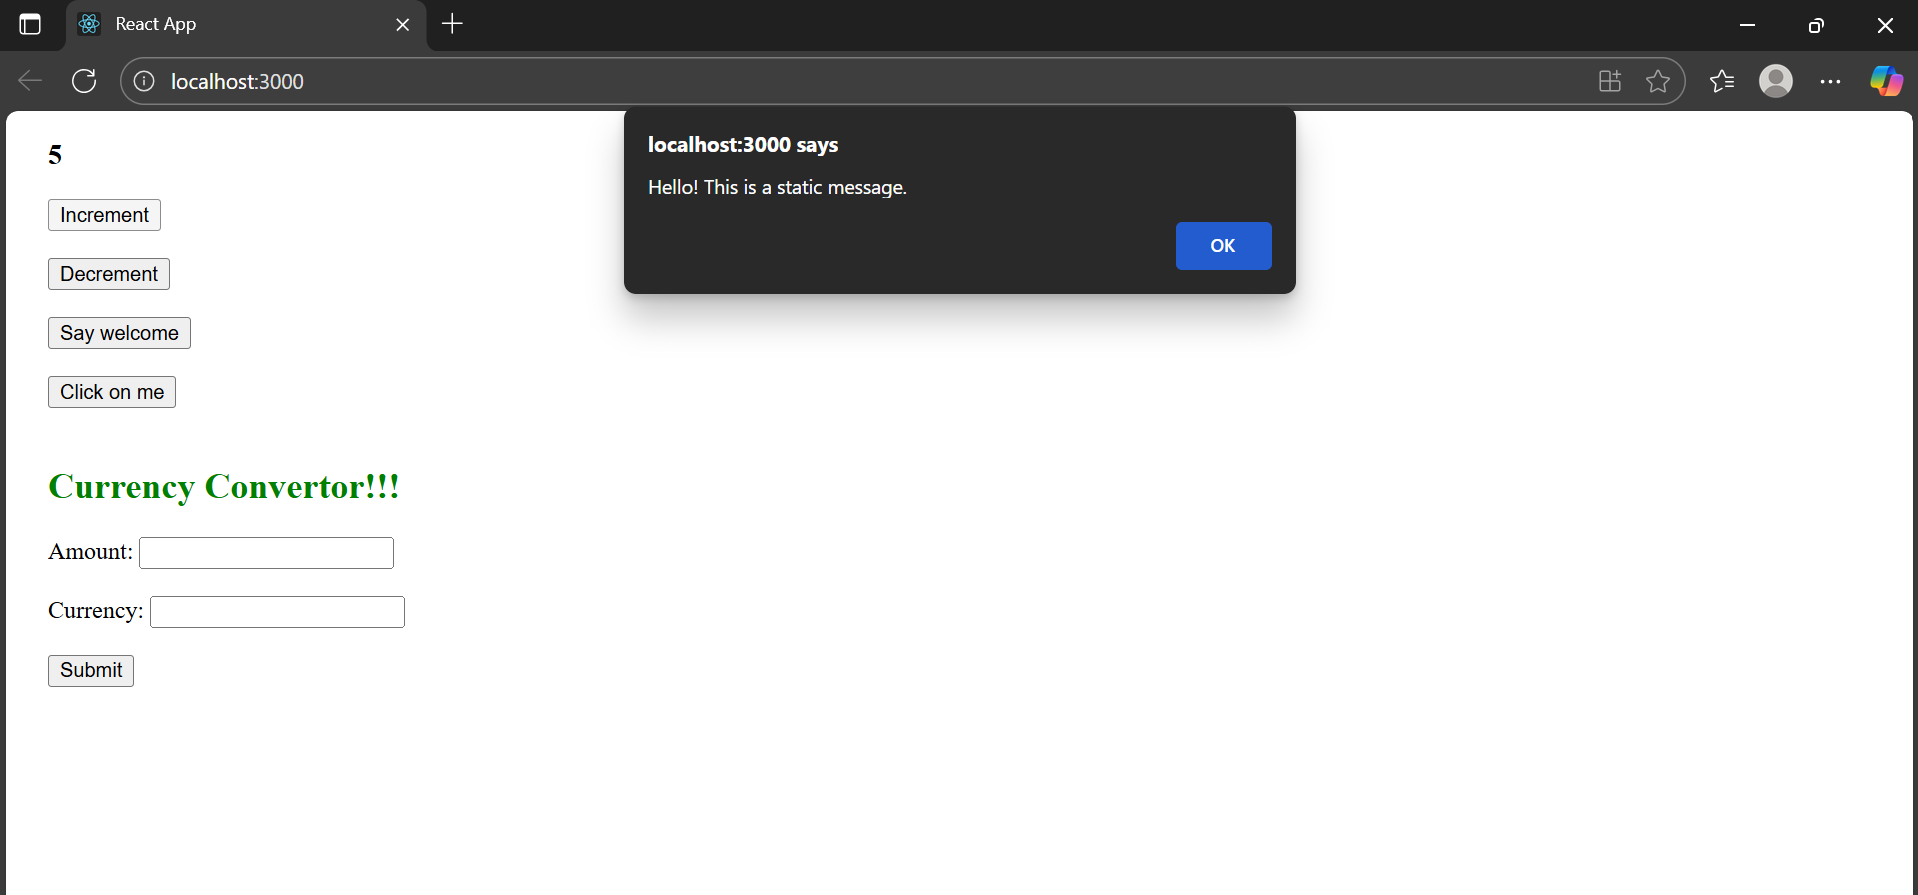 React App
localhost:3000
localhost:3000 says
Hello! This is a static message.
OK
5
Increment
Decrement
Say welcome
Click on me
Currency Convertor!!!
Amount:
Currency:
Submit